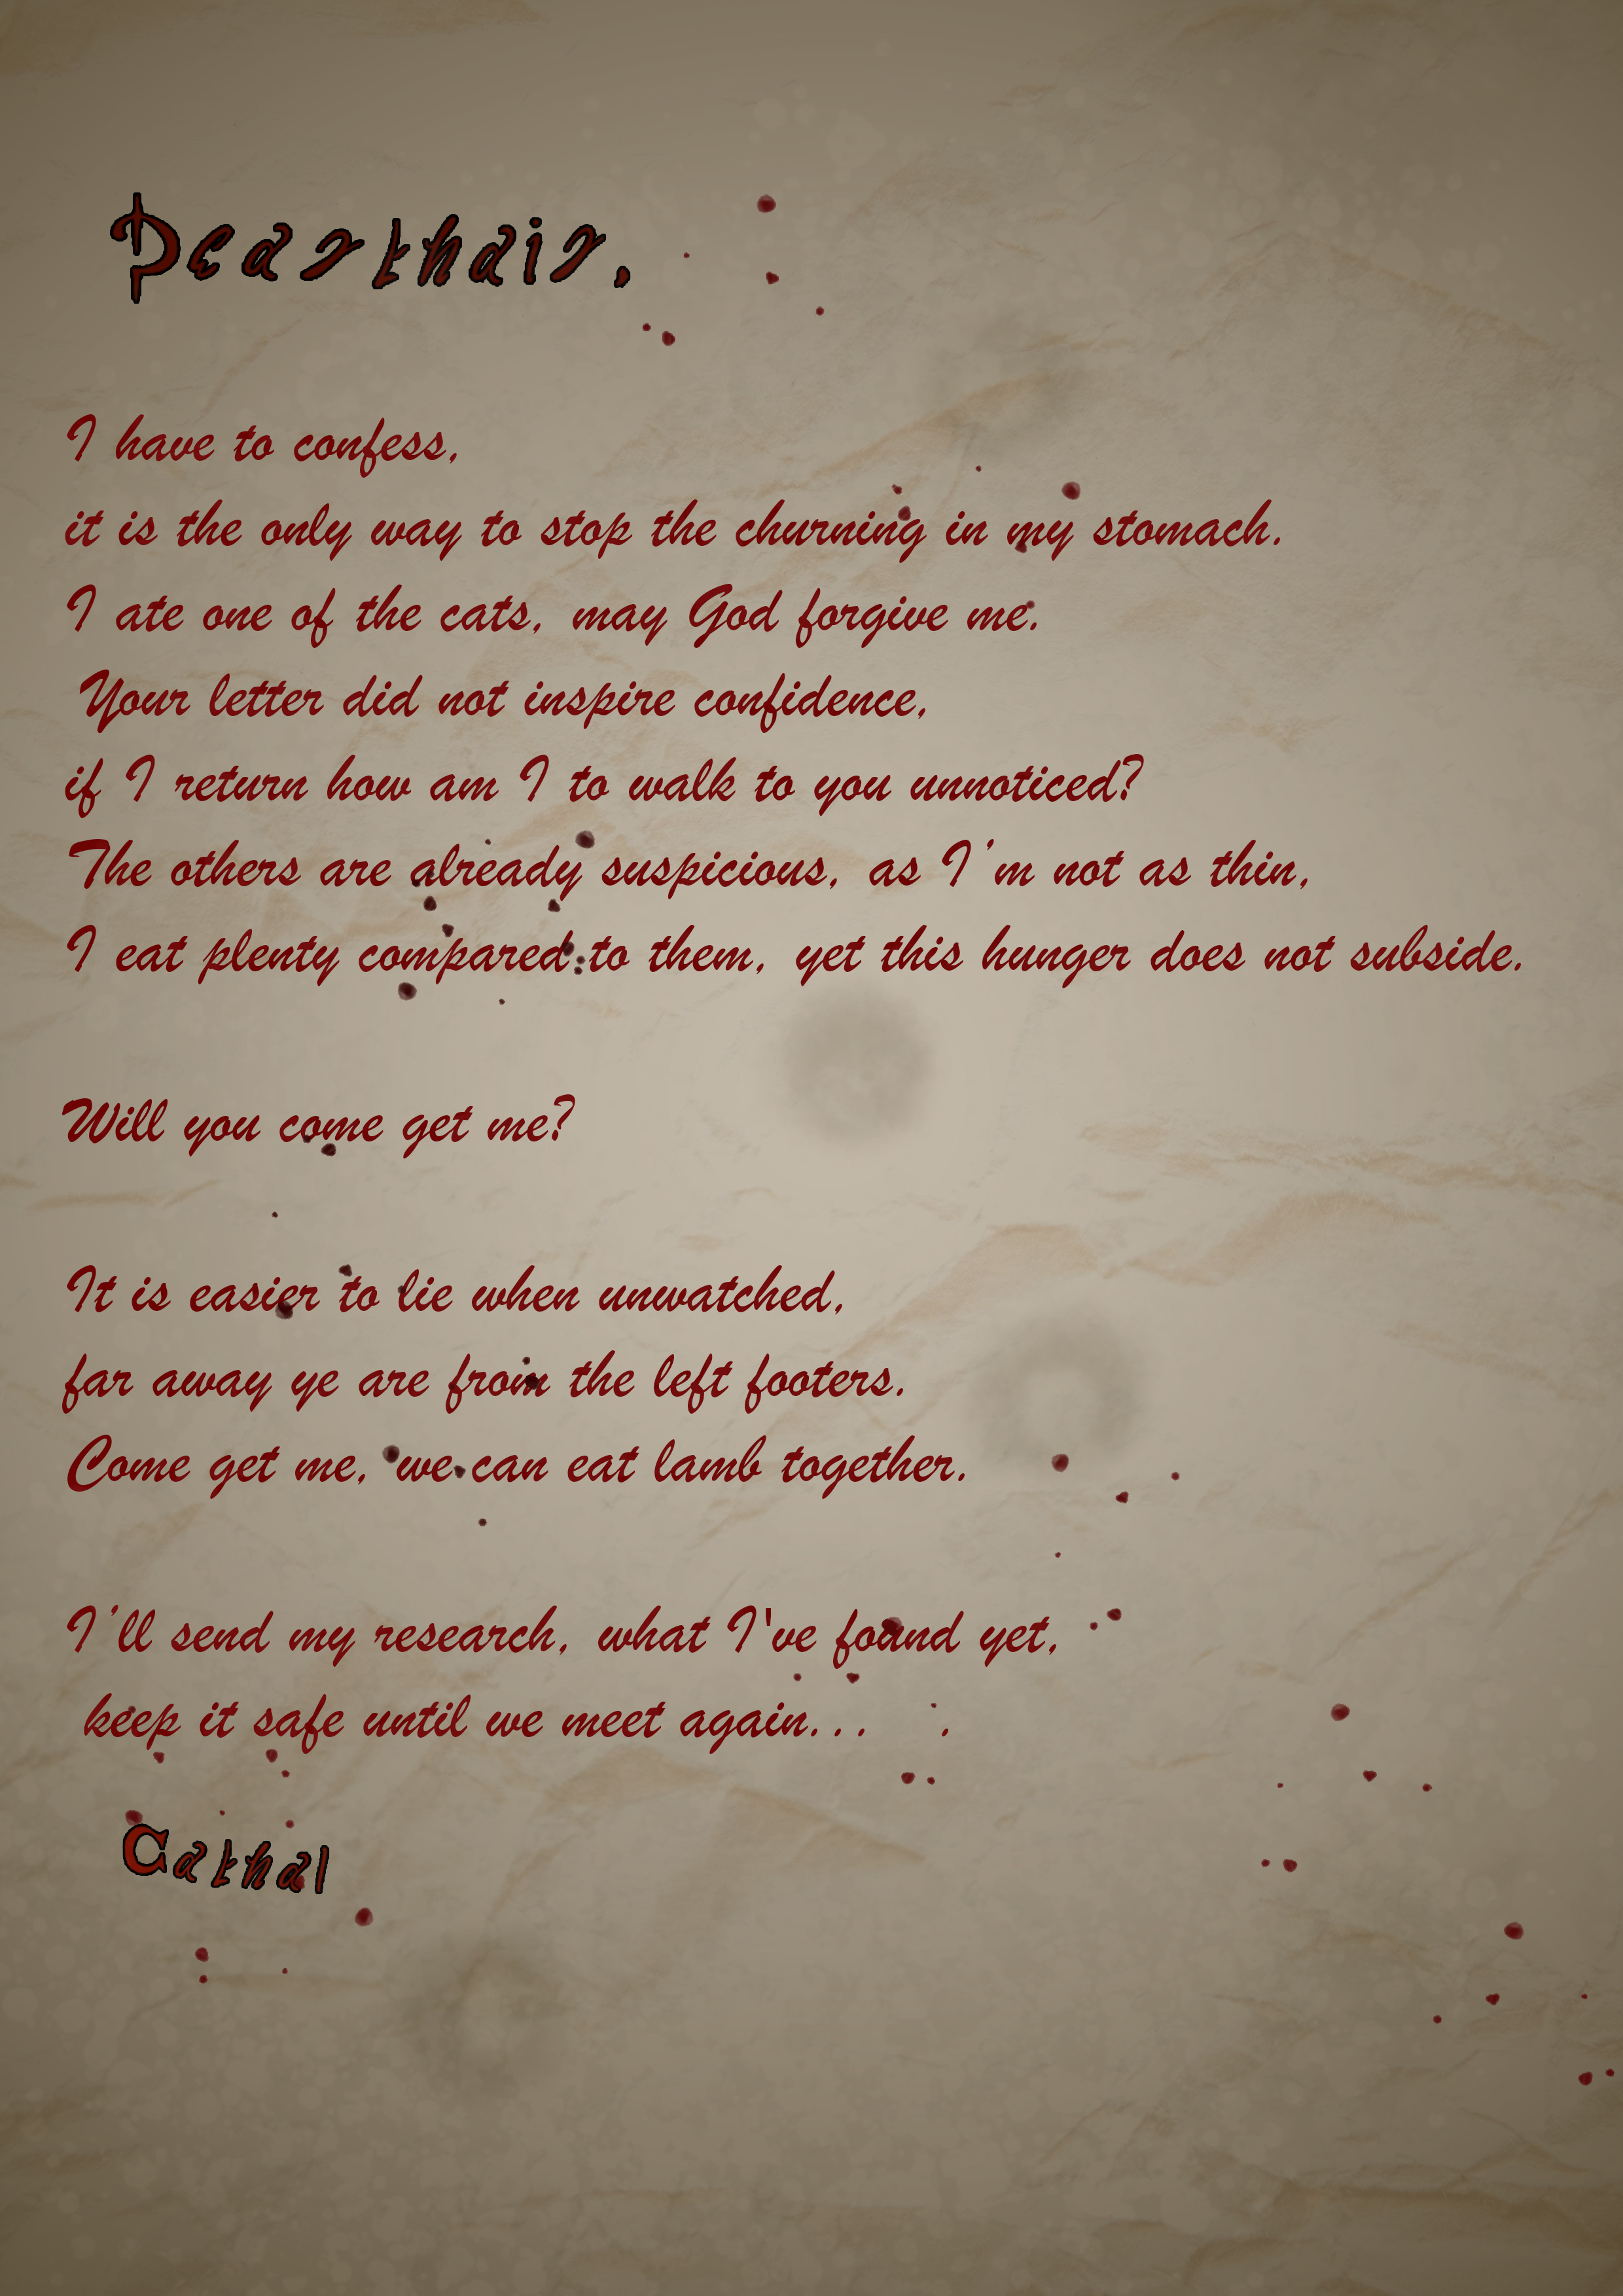 Dearthair,
I have to confess,
it is the only way to stop the churning in my stomach.
I ate one of the cats, may God forgive me.
Your letter did not inspire confidence,
if I return how am I to walk to you unnoticed?
The others are already suspicious, as I'm not as thin,
I eat plenty compared to them, yet this hunger does not subside.
Will you come get me?
It is easier to lie when unwatched,
far away ye are from the left footers.
Come get me, we can eat lamb together.
I'll send my research, what I've found yet,
keep it safe until we meet again...
Cathal